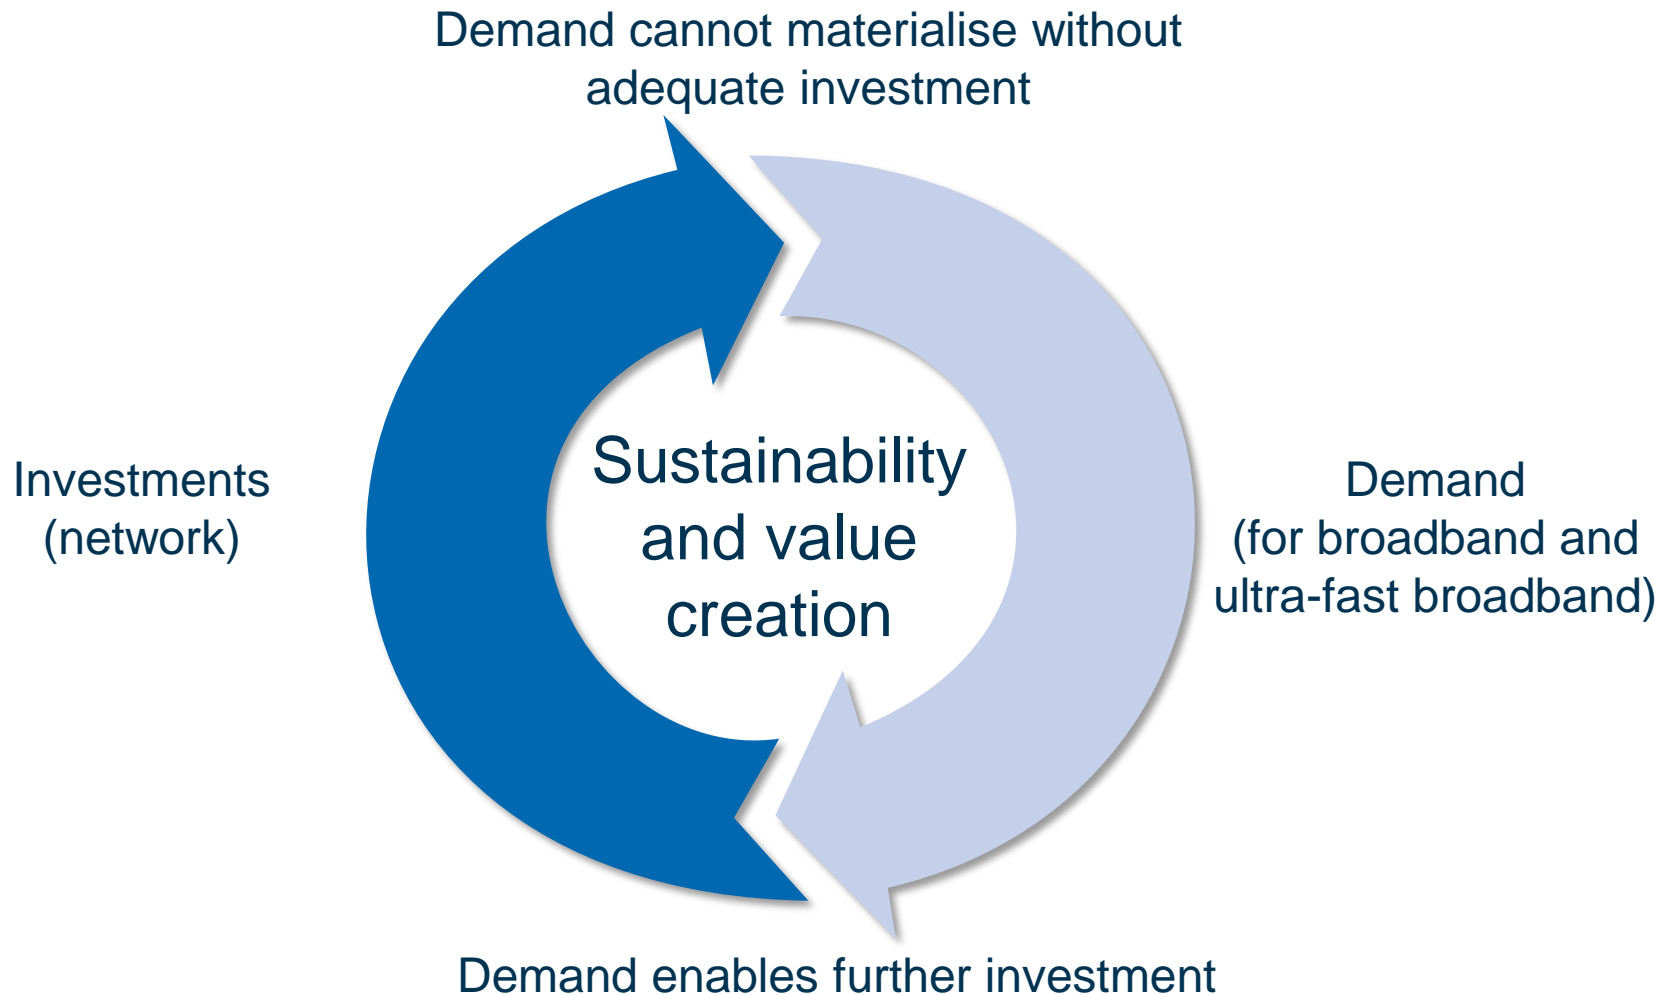 Demand cannot materialise without
adequate investment
Investments
(network)
Sustainability
and value
creation
Demand
(for broadband and
ultra-fast broadband)
Demand enables further investment